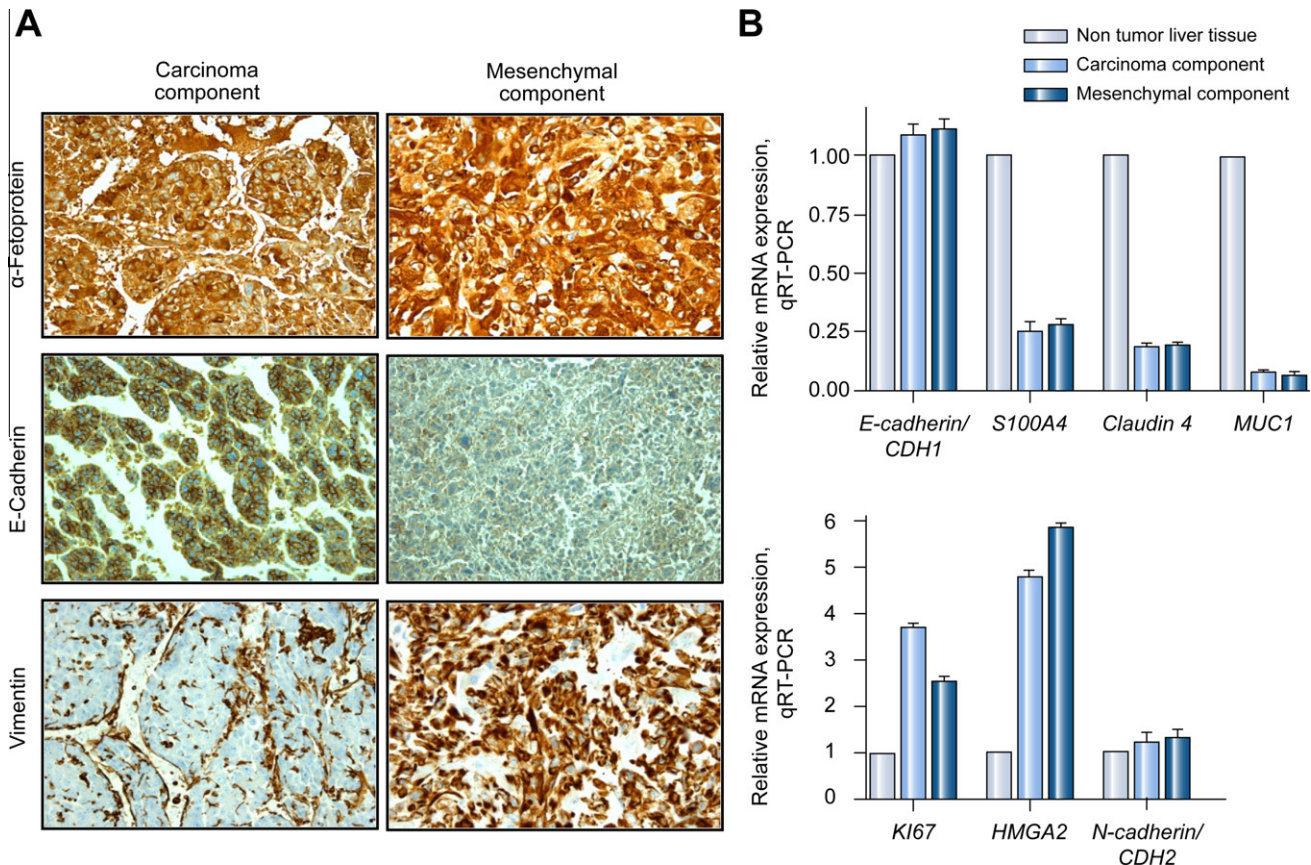 A
Carcinoma
component
Mesenchymal
component
α-Fetoprotein
E-Cadherin
Vimentin
B
Non tumor liver tissue
Carcinoma component
Mesenchymal component
Relative mRNA expression,
qRT-PCR
1.00
0.75
0.50
0.25
0.00
E-cadherin/
CDH1
S100A4
Claudin 4
MUC1
Relative mRNA expression,
qRT-PCR
6
5
4
3
2
1
0
KI67
HMGA2
N-cadherin/
CDH2